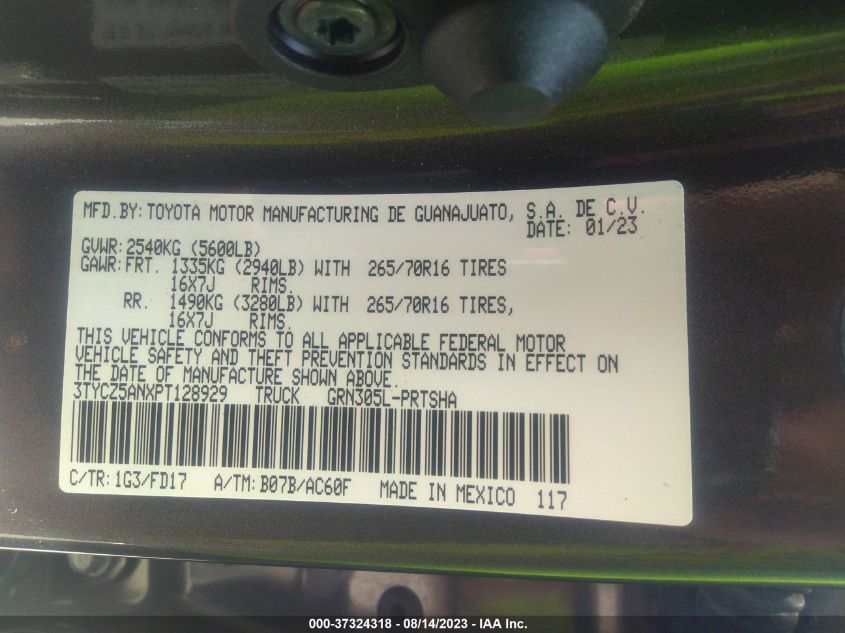 MFD.BY:TOYOTA MOTOR MANUFACTURING DE GUANAJUATO, S.A. DE C.V.
DATE: 01/23
GVWR:2540KG (5600LB)
GAWR:FRT. 1335KG (2940LB) WITH 265/70R16 TIRES
16X7J RIMS.
RR. 1490KG (3280LB) WITH 265/70R16 TIRES,
16X7J RIMS.
THIS VEHICLE CONFORMS TO ALL APPLICABLE FEDERAL MOTOR
VEHICLE SAFETY AND THEFT PREVENTION STANDARDS IN EFFECT ON
THE DATE OF MANUFACTURE SHOWN ABOVE.
3TYCZ5ANXPT128929 TRUCK GRN305L-PRTSHA
C/TR:1G3/FD17 A/TM:B07B/AC60F MADE IN MEXICO 117
000-37324318 - 08/14/2023 - IAA Inc.